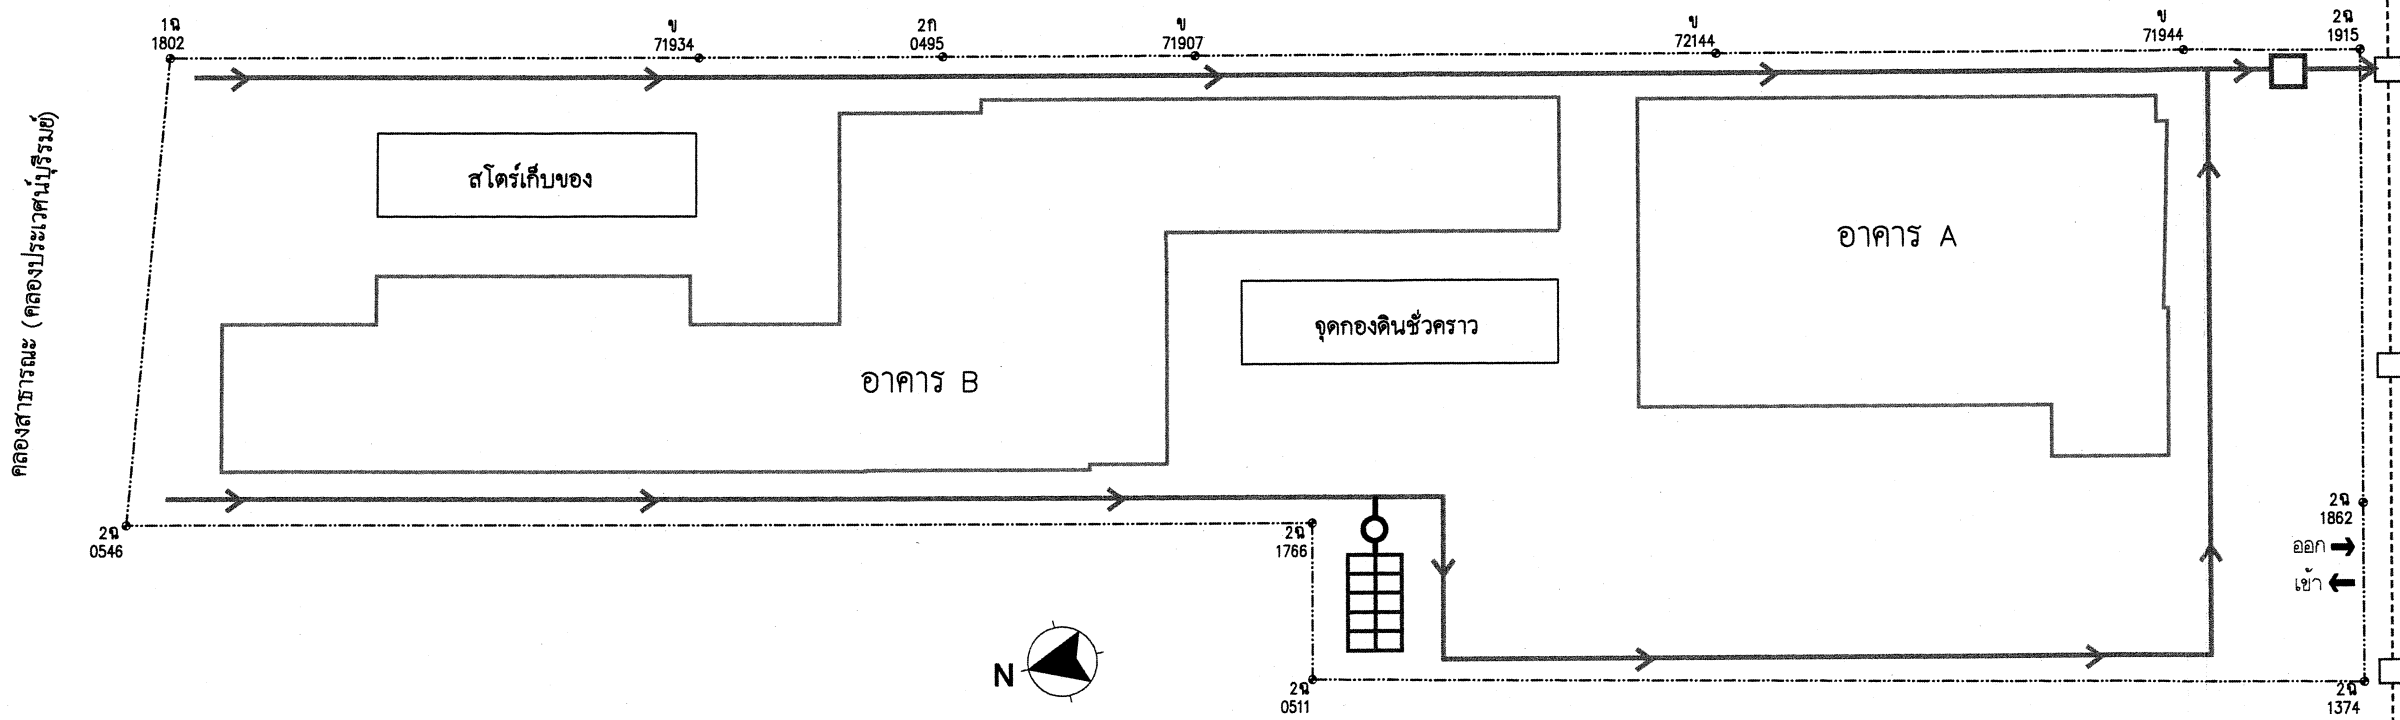 1ฉ
1802
ข
71934
2ก
0495
ข
71907
ข
72144
ข
71944
2ฉ
1915
คลองสาธารณะ (คลองประเวศน์บุรีรมย์)
สโตร์เก็บของ
อาคาร A
จุดกองดินชั่วคราว
อาคาร B
2ฉ
0546
2ฉ
1766
2ฉ
1862
ออก
เข้า
N
2ฉ
0511
2ฉ
1374